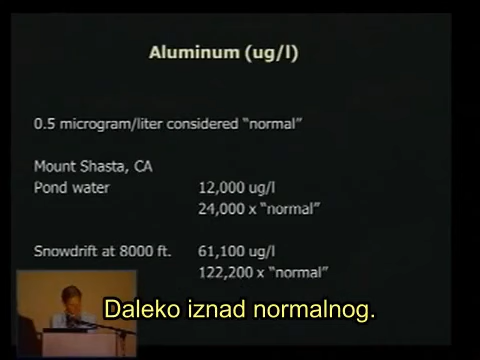 Aluminum (ug/l)
0.5 microgram/liter considered “normal”
Mount Shasta, CA
Pond water 12,000 ug/l
24,000 x “normal”
Snowdrift at 8000 ft. 61,100 ug/l
122,200 x “normal”
Daleko iznad normalnog.